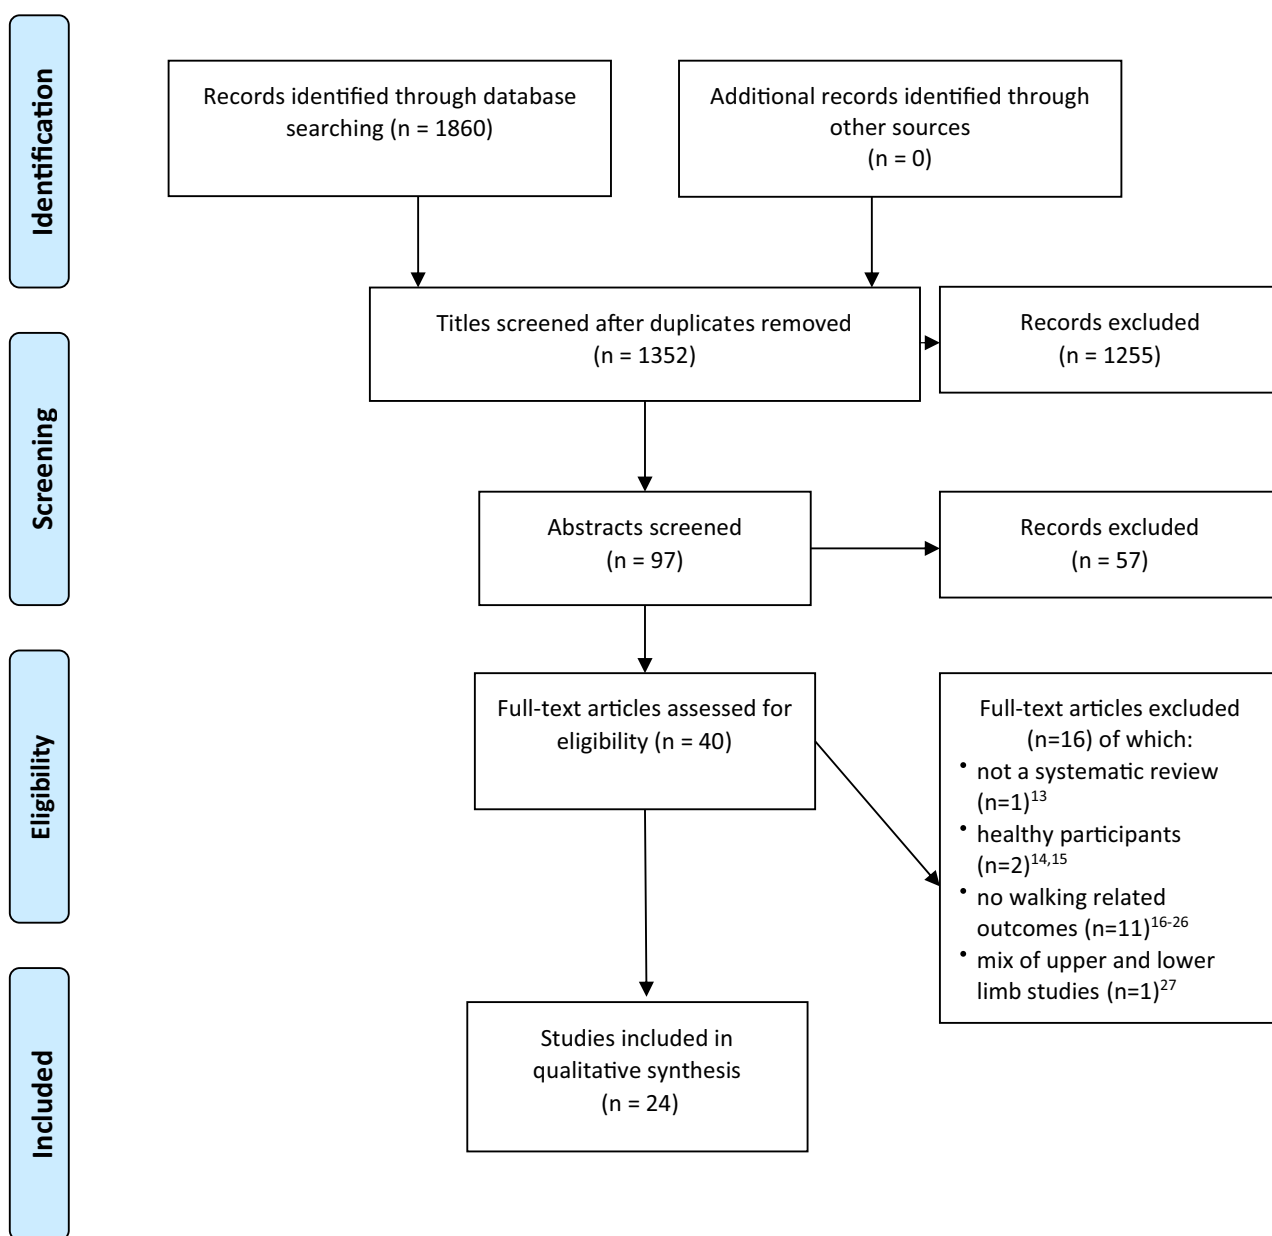 Identification
Records identified through database
searching (n = 1860)
Additional records identified through
other sources
(n = 0)
Titles screened after duplicates removed
(n = 1352)
Records excluded
(n = 1255)
Screening
Abstracts screened
(n = 97)
Records excluded
(n = 57)
Eligibility
Full-text articles assessed for
eligibility (n = 40)
Full-text articles excluded
(n=16) of which:
• not a systematic review
(n=1)13
• healthy participants
(n=2)14,15
• no walking related
outcomes (n=11)16-26
• mix of upper and lower
limb studies (n=1)27
Included
Studies included in
qualitative synthesis
(n = 24)